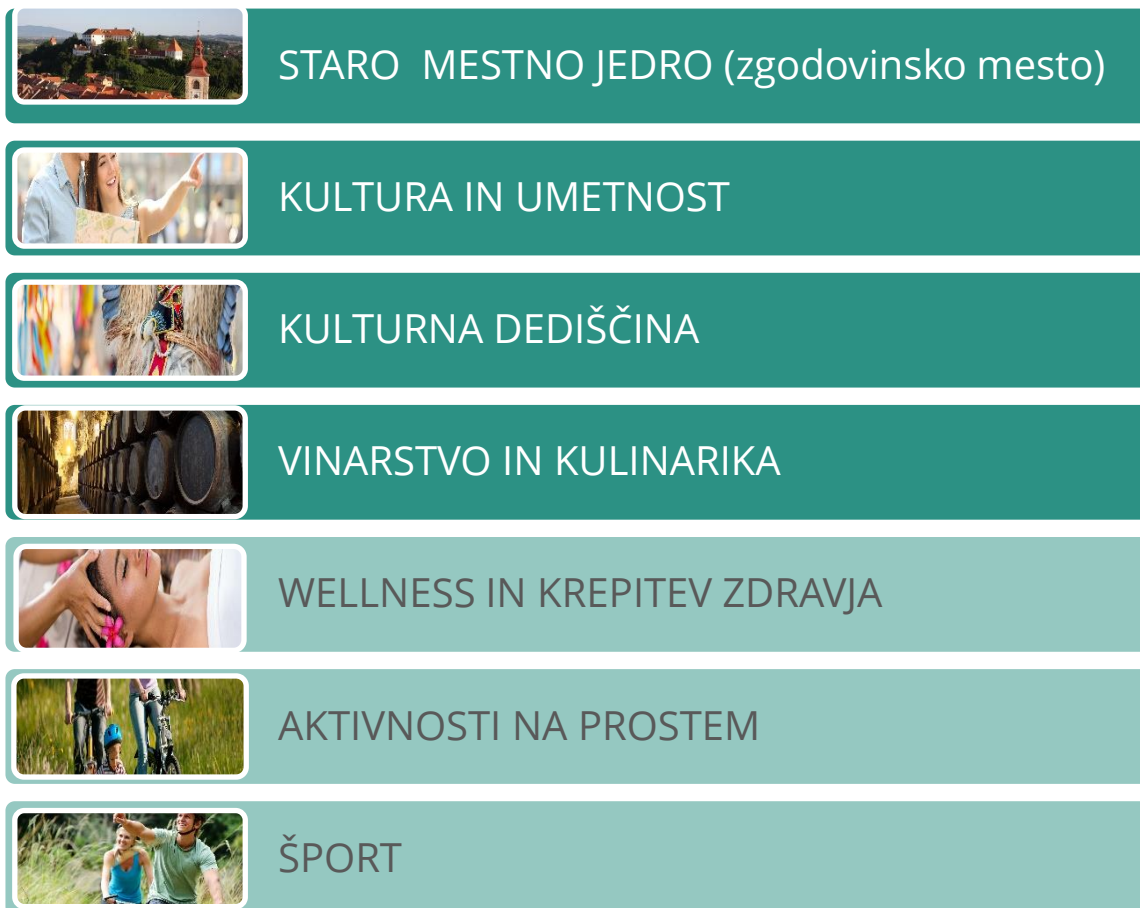 STARO  MESTNO JEDRO (zgodovinsko mesto)
KULTURA IN UMETNOST
KULTURNA DEDIŠČINA
VINARSTVO IN KULINARIKA
WELLNESS IN KREPITEV ZDRAVJA
AKTIVNOSTI NA PROSTEM
ŠPORT